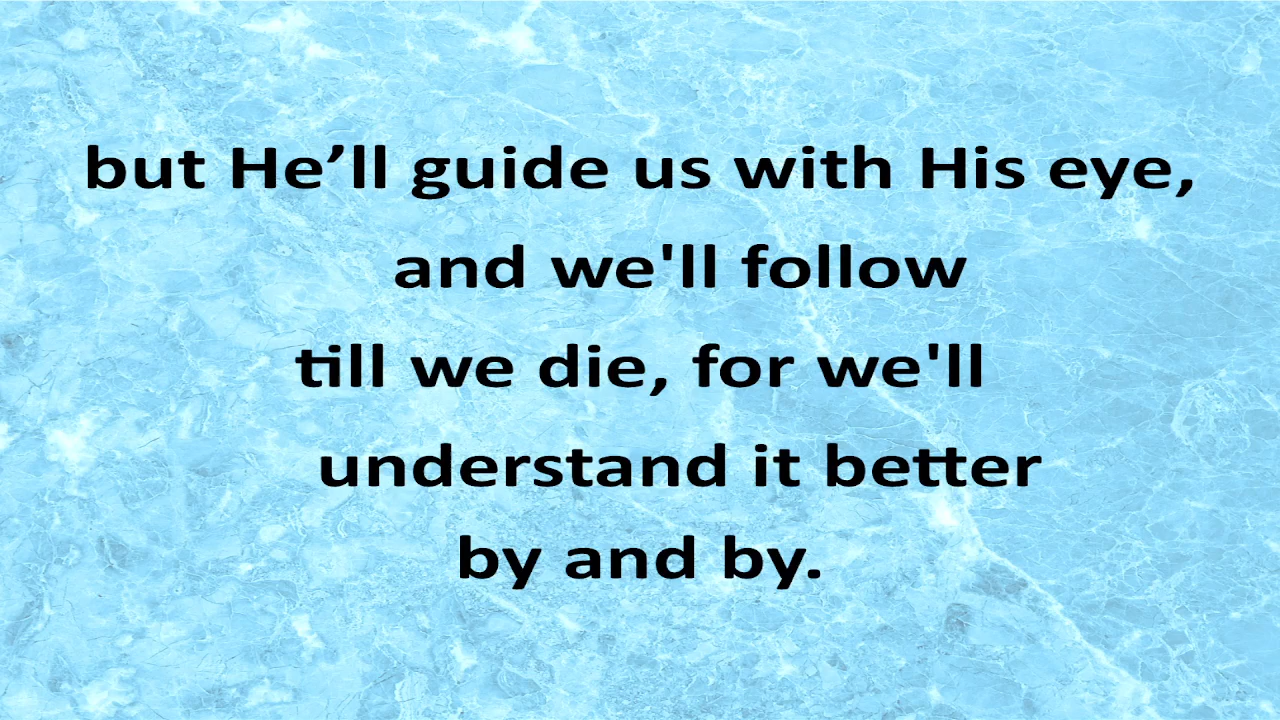 but He’ll guide us with His eye,
and we'll follow
till we die, for we'll
understand it better
by and by.